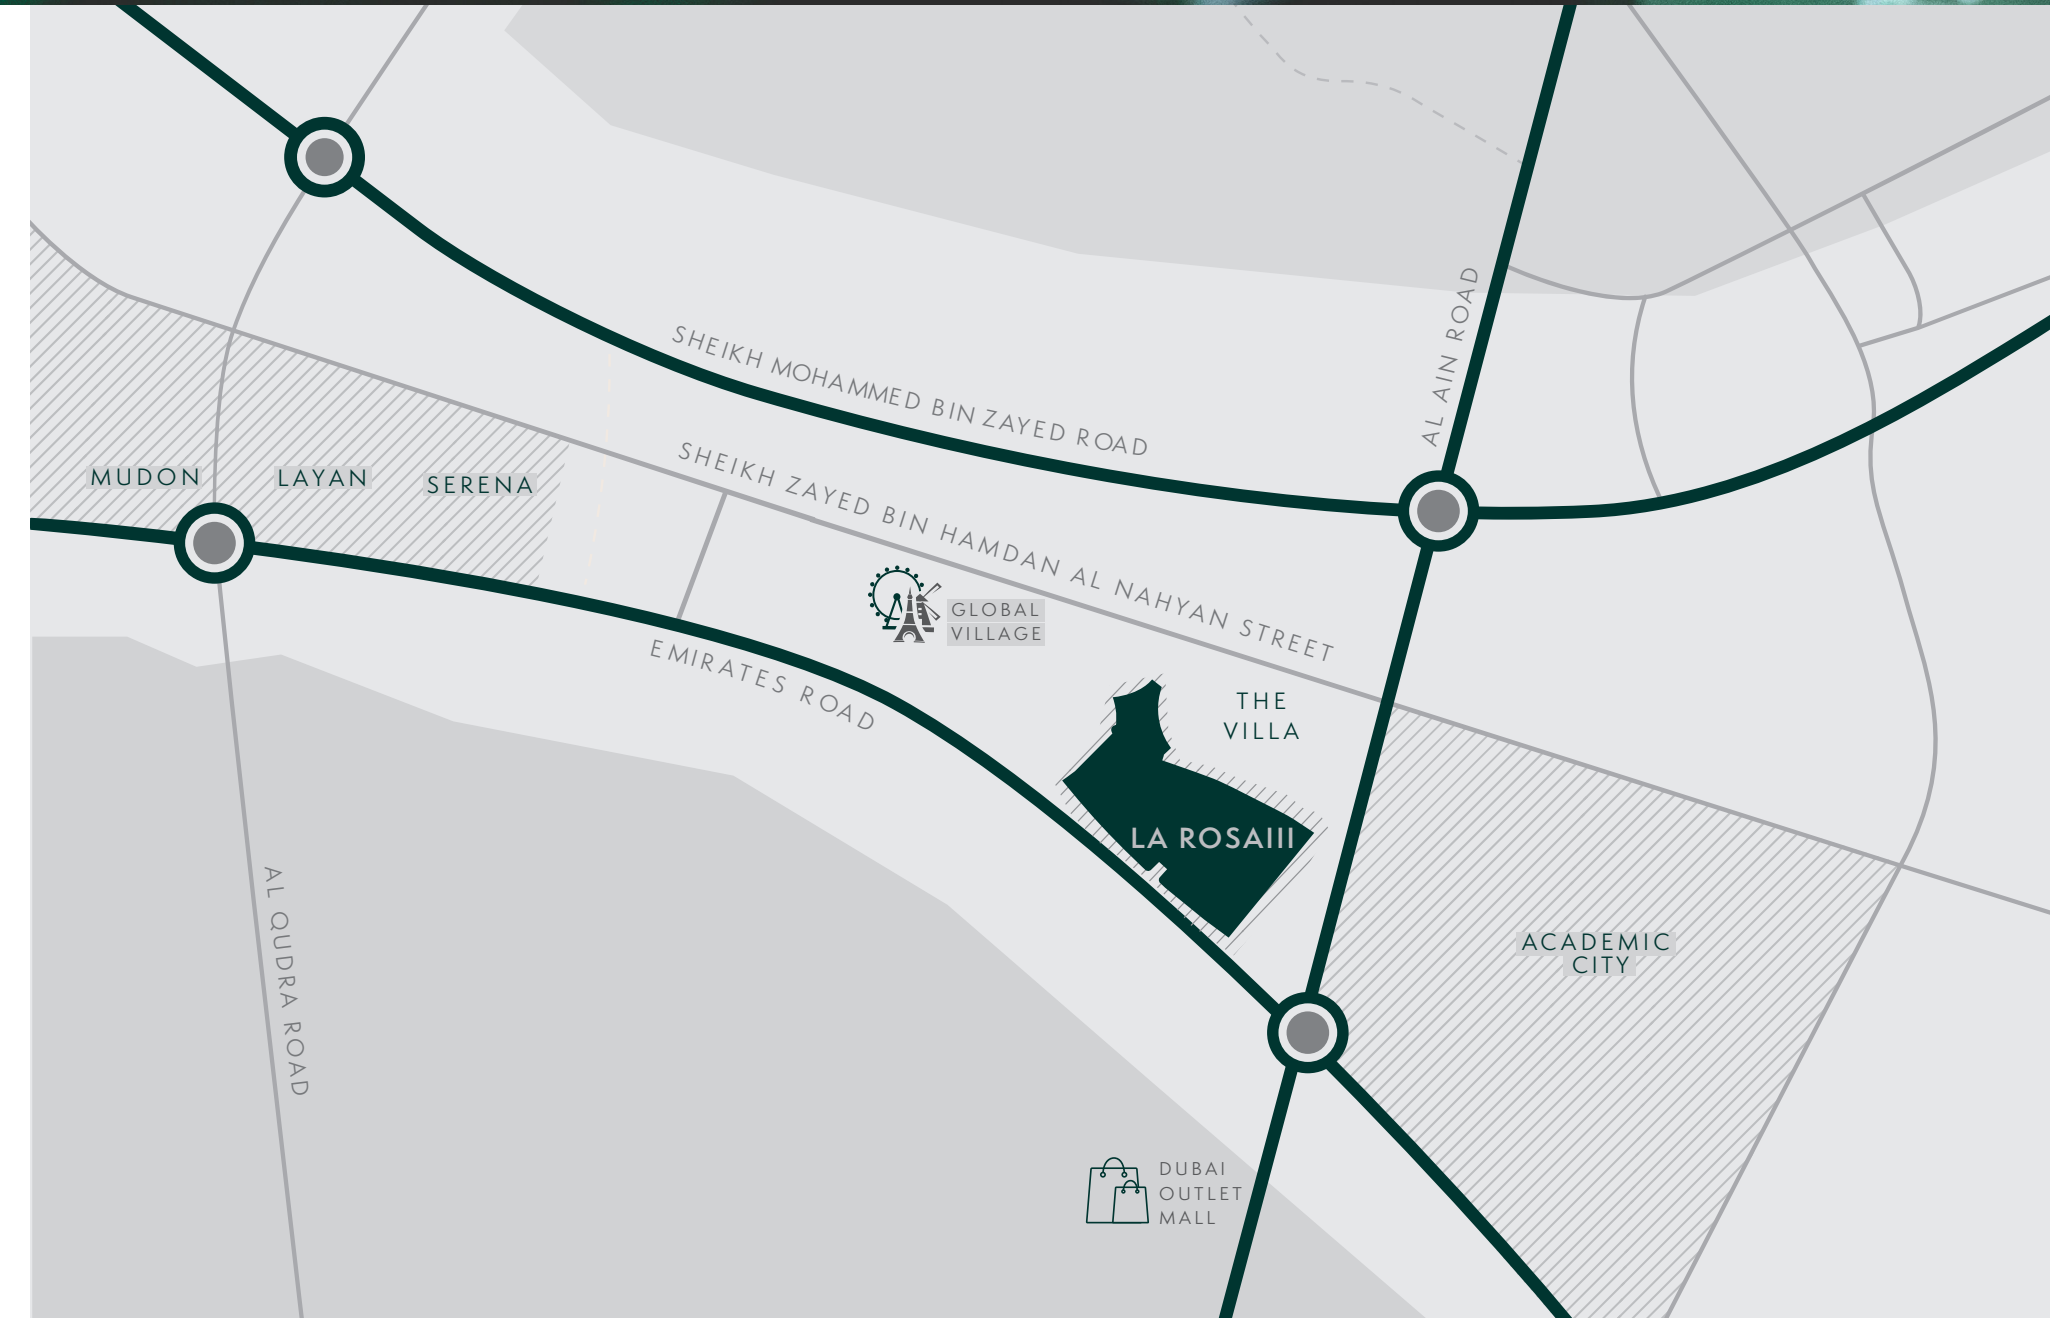 SHEIKH MOHAMMED BIN ZAYED ROAD
AL AIN ROAD
SHEIKH ZAYED BIN HAMDAN AL NAHYAN STREET
MUDON
LAYAN
SERENA
GLOBAL
VILLAGE
EMIRATES ROAD
THE
VILLA
LA ROSAIII
AL QUDRA ROAD
ACADEMIC
CITY
DUBAI
OUTLET
MALL